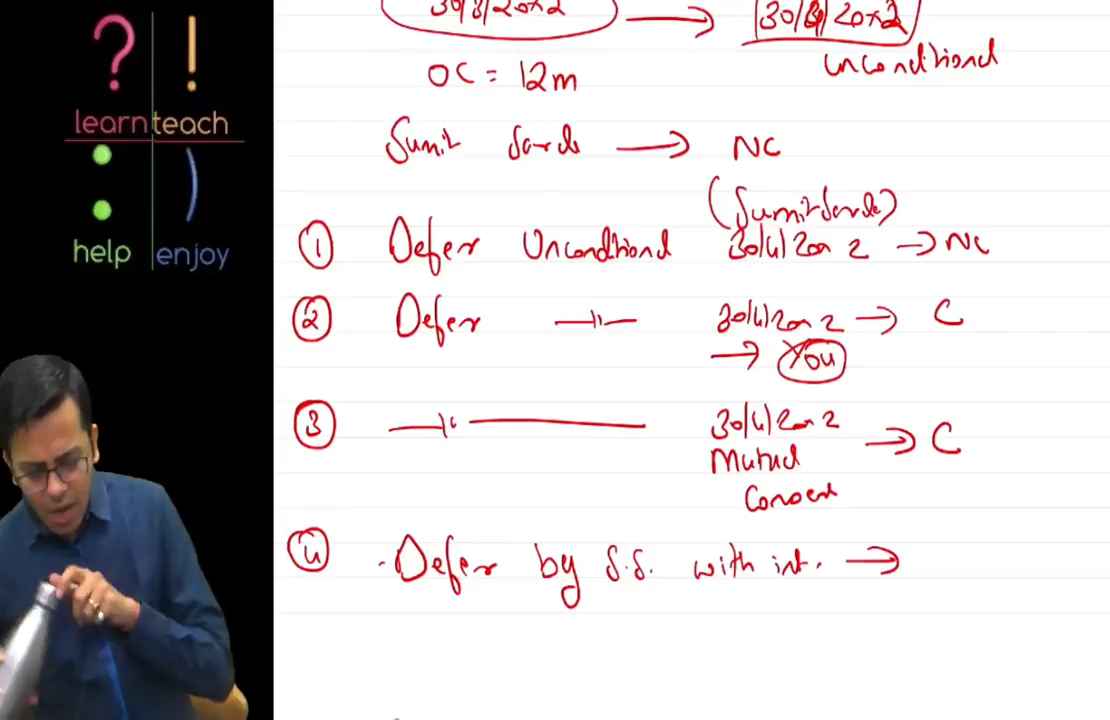 ? !
learn teach
help enjoy
30/8/20x2 → 30/8/20x2
unconditional
OC = 12m
Sumit Sarda → NC
(Sumit Sarda)
① Defer Unconditional 30/4/20x2 → NC
② Defer —"— 30/4/20x2 → C
→ You
③ —"— 30/4/20x2 → C
Mutual
Consent
④ Defer by S.S. with int. →